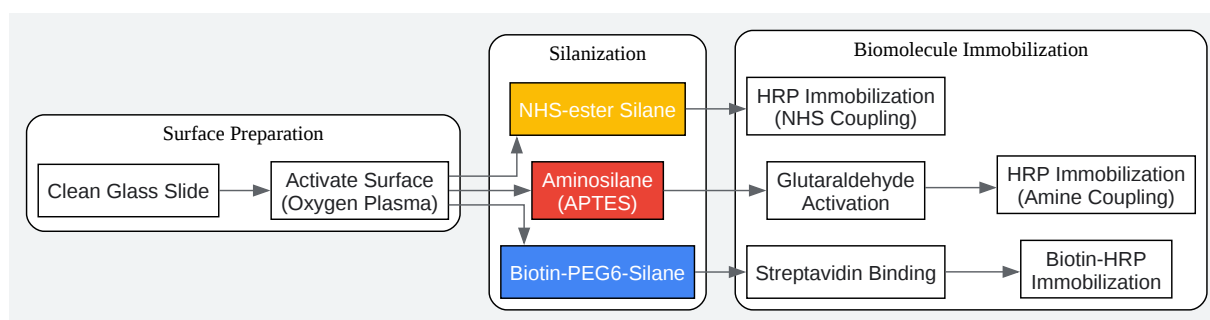 Surface Preparation
Clean Glass Slide
Activate Surface
(Oxygen Plasma)
Silanization
NHS-ester Silane
Aminosilane
(APTES)
Biotin-PEG6-Silane
Biomolecule Immobilization
HRP Immobilization
(NHS Coupling)
Glutaraldehyde
Activation
HRP Immobilization
(Amine Coupling)
Streptavidin Binding
Biotin-HRP
Immobilization